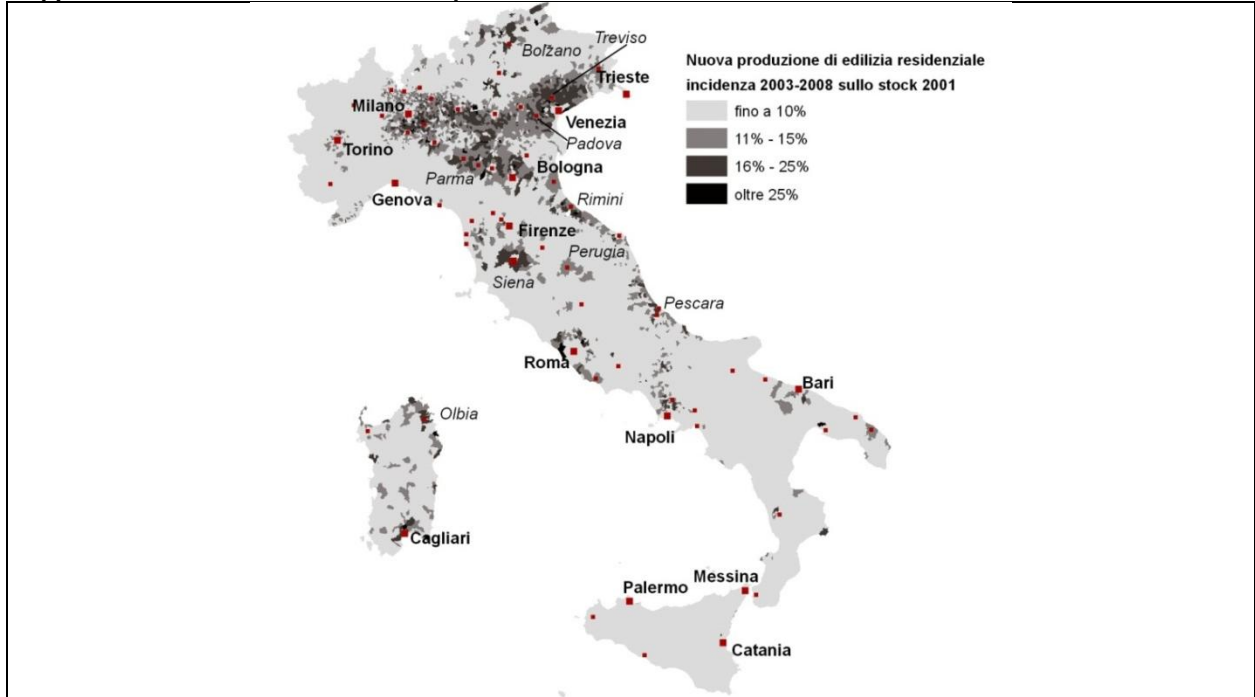 Bolzano
Treviso
Trieste
Milano
Venezia
Padova
Torino
Bologna
Parma
Genova
Rimini
Firenze
Perugia
Siena
Pescara
Roma
Bari
Napoli
Olbia
Cagliari
Messina
Palermo
Catania
Nuova produzione di edilizia residenziale
incidenza 2003-2008 sullo stock 2001
fino a 10%
11% - 15%
16% - 25%
oltre 25%